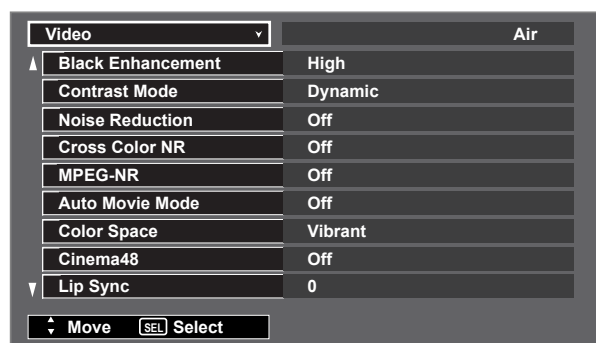 Video Air
Black Enhancement High
Contrast Mode Dynamic
Noise Reduction Off
Cross Color NR Off
MPEG-NR Off
Auto Movie Mode Off
Color Space Vibrant
Cinema48 Off
Lip Sync 0
Move SEL Select